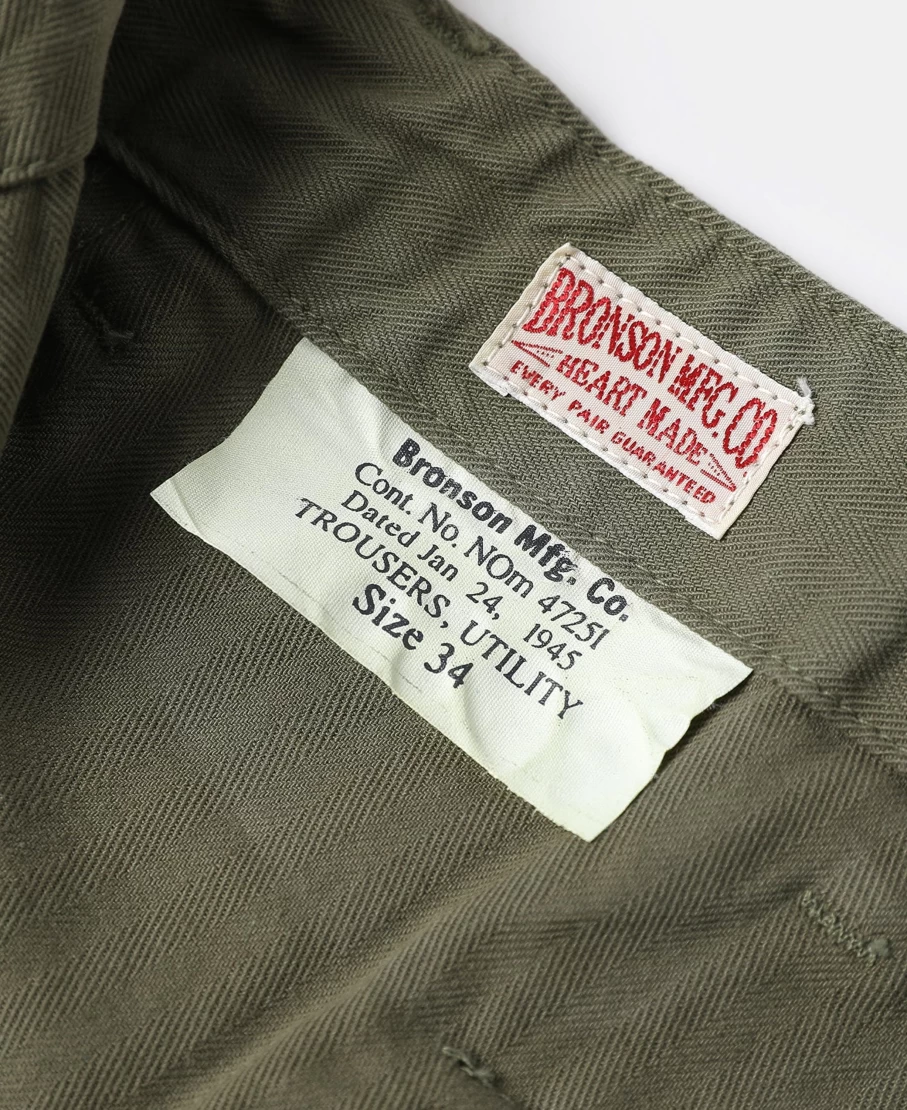 BRONSON MFG. CO
HEART MADE
EVERY PAIR GUARANTEED
Bronson Mfg. Co.
Cont. No. NOm 47251
Dated Jan 24, 1945
TROUSERS, UTILITY
Size 34